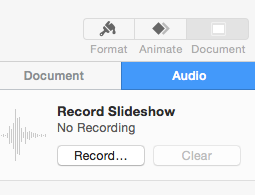 Format Animate Document
Document Audio
Record Slideshow
No Recording
Record... Clear